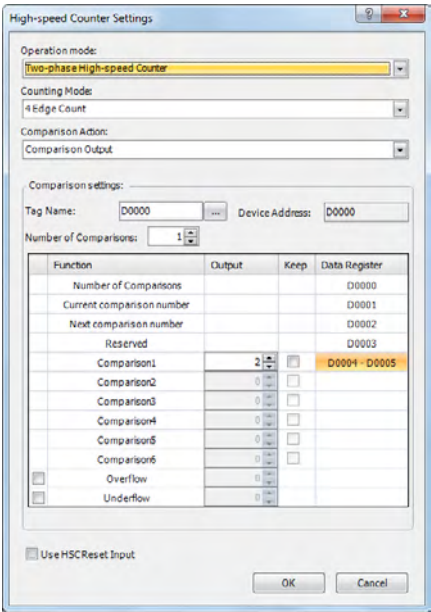 High-speed Counter Settings
Operation mode:
Two-phase High-speed Counter
Counting Mode:
4 Edge Count
Comparison Action:
Comparison Output
Comparison settings:
Tag Name: D0000 ... Device Address: D0000
Number of Comparisons: 1
Function Output Keep Data Register
Number of Comparisons D0000
Current comparison number D0001
Next comparison number D0002
Reserved D0003
Comparison1 2 D0004 - D0005
Comparison2 0
Comparison3 0
Comparison4 0
Comparison5 0
Comparison6 0
Overflow 0
Underflow 0
Use HSCReset Input
OK Cancel